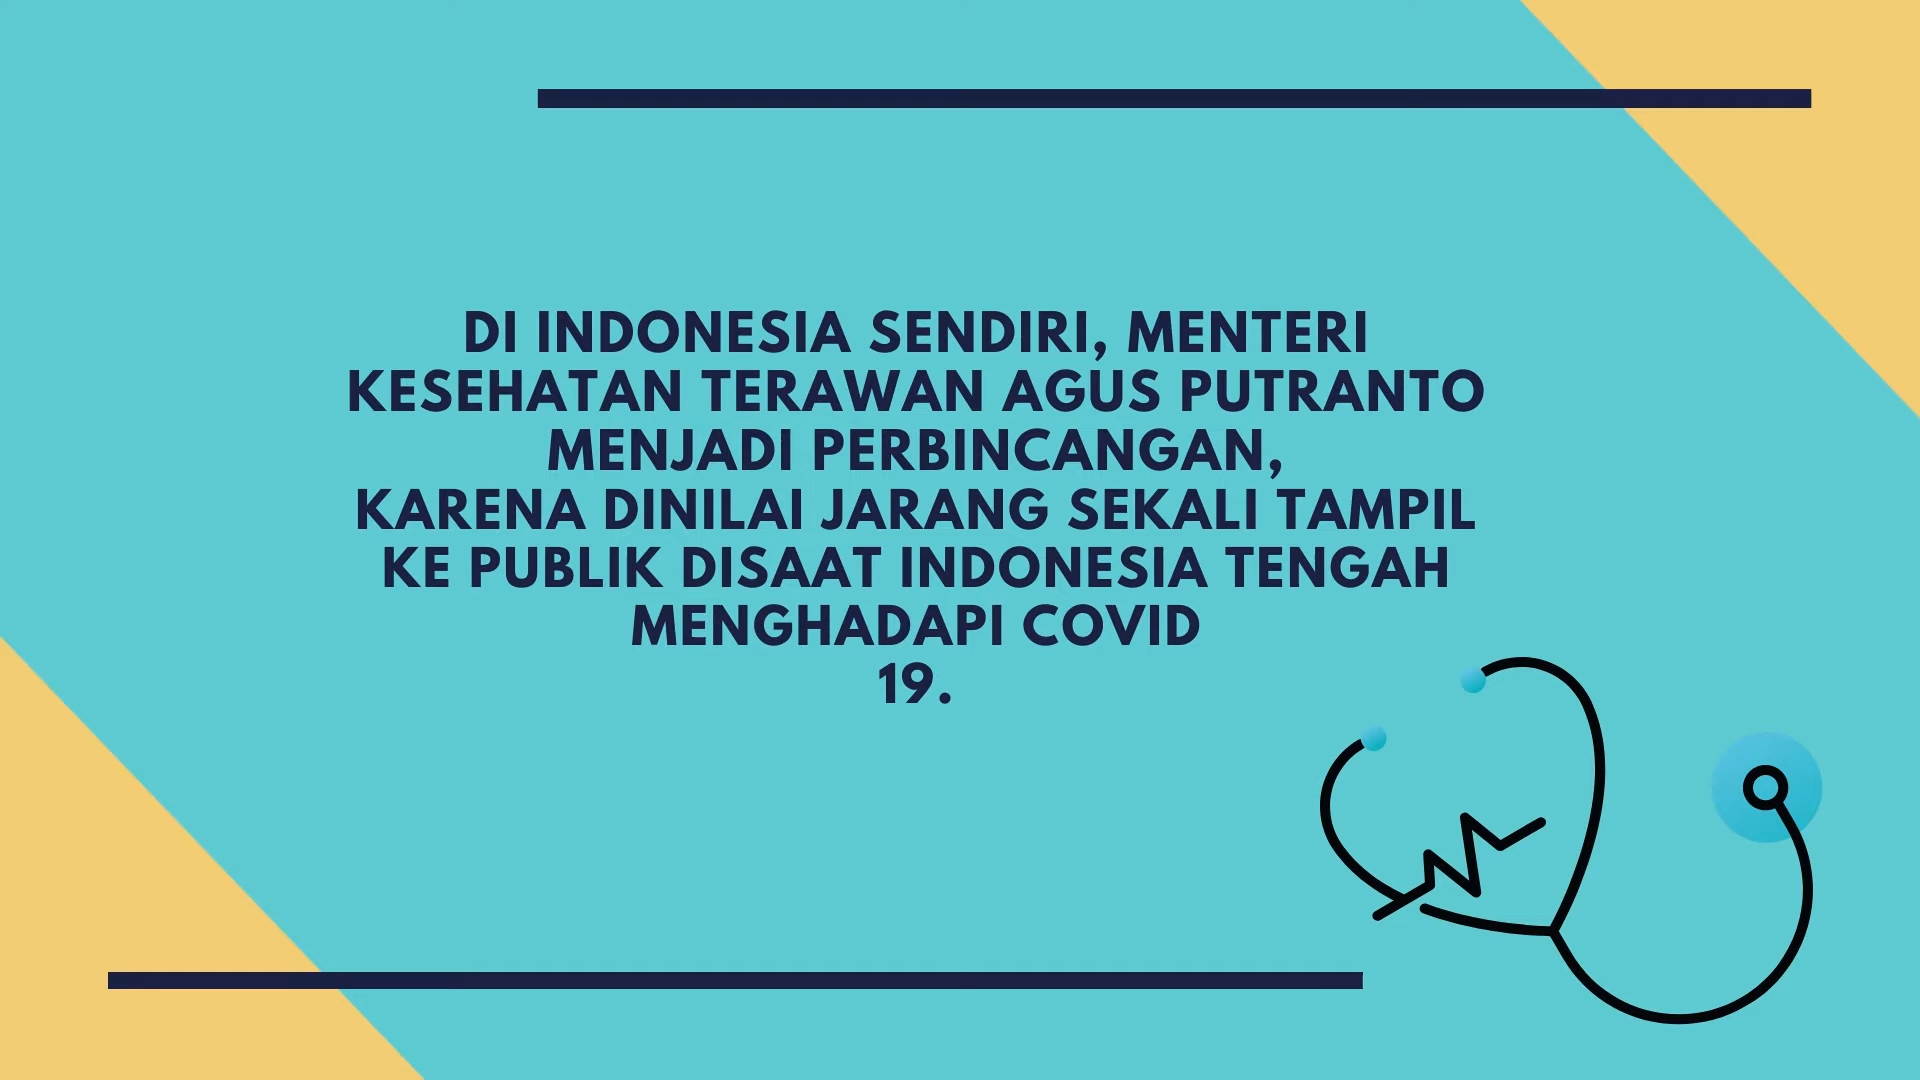 DI INDONESIA SENDIRI, MENTERI
KESEHATAN TERAWAN AGUS PUTRANTO
MENJADI PERBINCANGAN,
KARENA DINILAI JARANG SEKALI TAMPIL
KE PUBLIK DISAAT INDONESIA TENGAH
MENGHADAPI COVID
19.